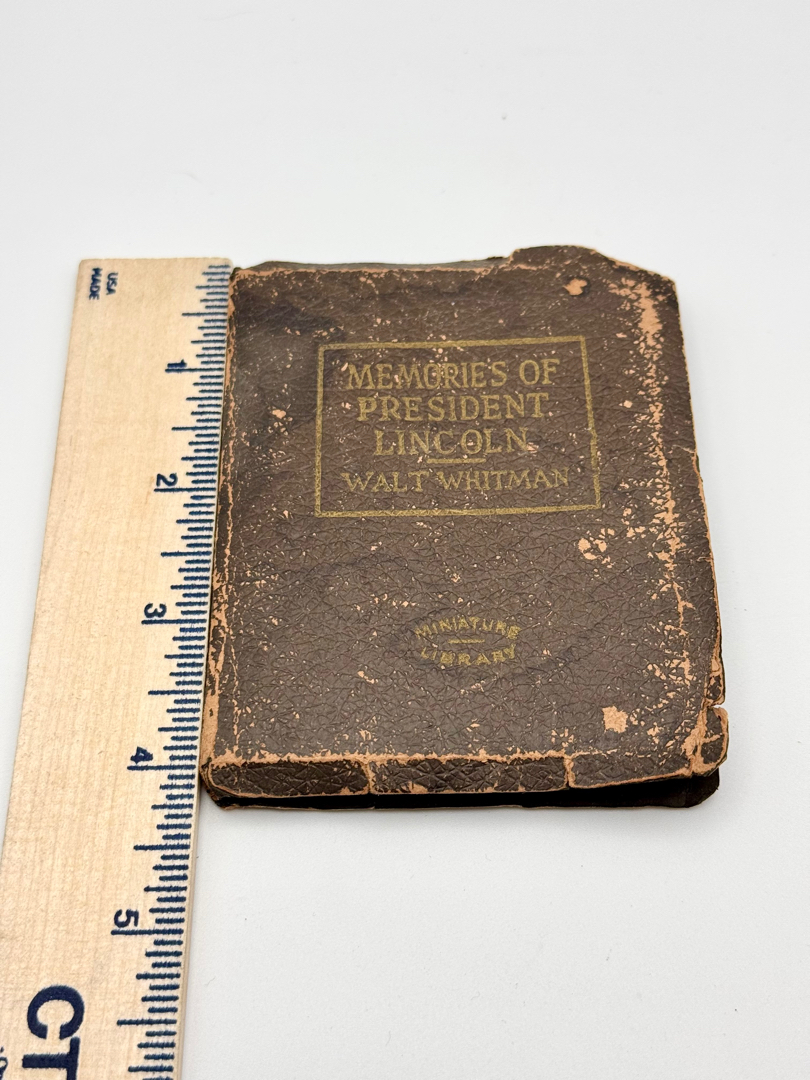 MADE
USA
1
2
3
4
5
CT
MEMORIES OF
PRESIDENT
LINCOLN
WALT WHITMAN
MINIATURE
LIBRARY